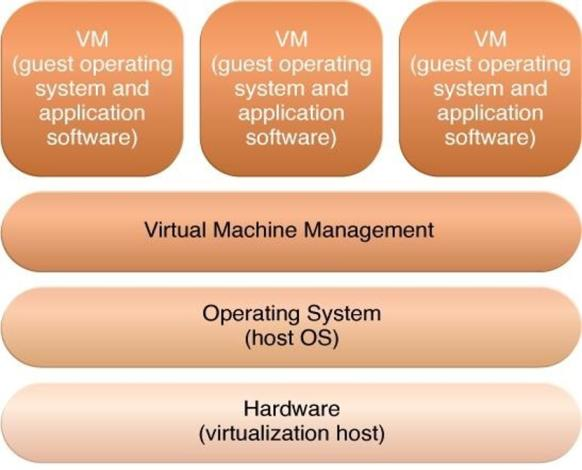 VM
(guest operating
system and
application
software)
VM
(guest operating
system and
application
software)
VM
(guest operating
system and
application
software)
Virtual Machine Management
Operating System
(host OS)
Hardware
(virtualization host)